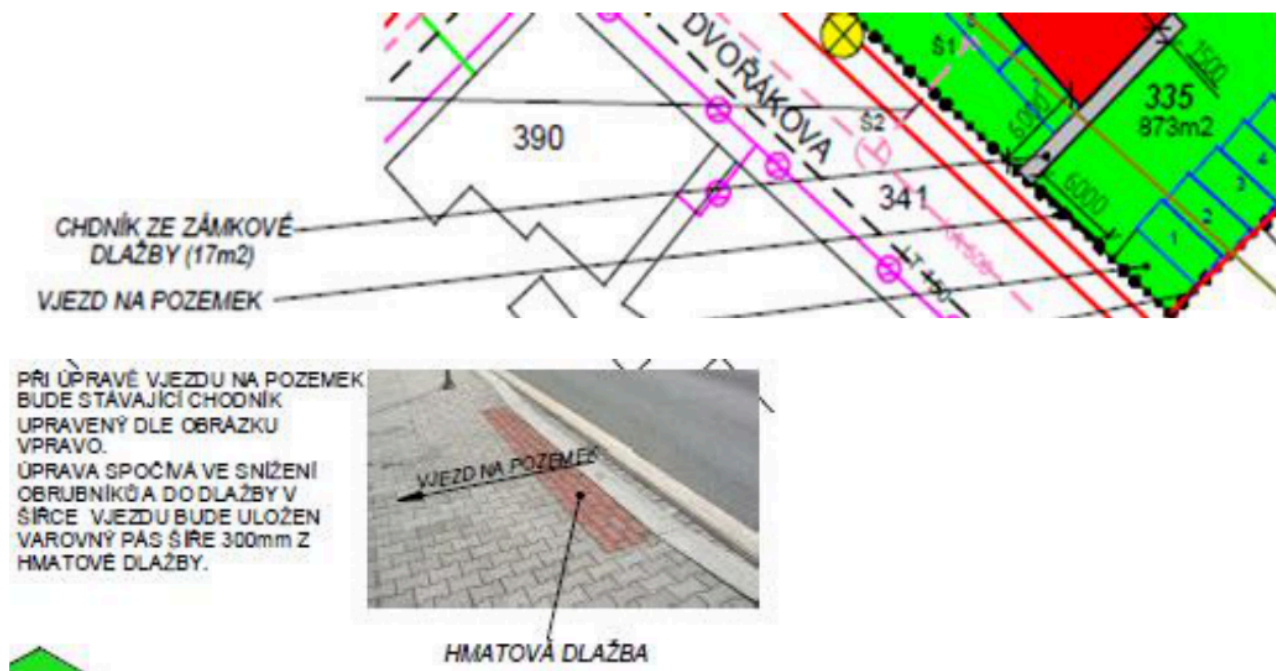 DVOŘÁKOVA
Š1
1500
335
873m2
6000
390
Š2
341
6000
4
3
2
1
CHDNÍK ZE ZÁMKOVÉ
DLAŽBY (17m2)
VJEZD NA POZEMEK
PŘI ÚPRAVĚ VJEZDU NA POZEMEK
BUDE STÁVAJÍCÍ CHODNÍK
UPRAVENÝ DLE OBRÁZKU
VPRAVO.
ÚPRAVA SPOČÍVÁ VE SNÍŽENÍ
OBRUBNÍKŮ A DO DLAŽBY V
ŠÍŘCE VJEZDU BUDE ULOŽEN
VAROVNÝ PÁS ŠÍŘE 300mm Z
HMATOVÉ DLAŽBY.
VJEZD NA POZEMEK
HMATOVÁ DLAŽBA